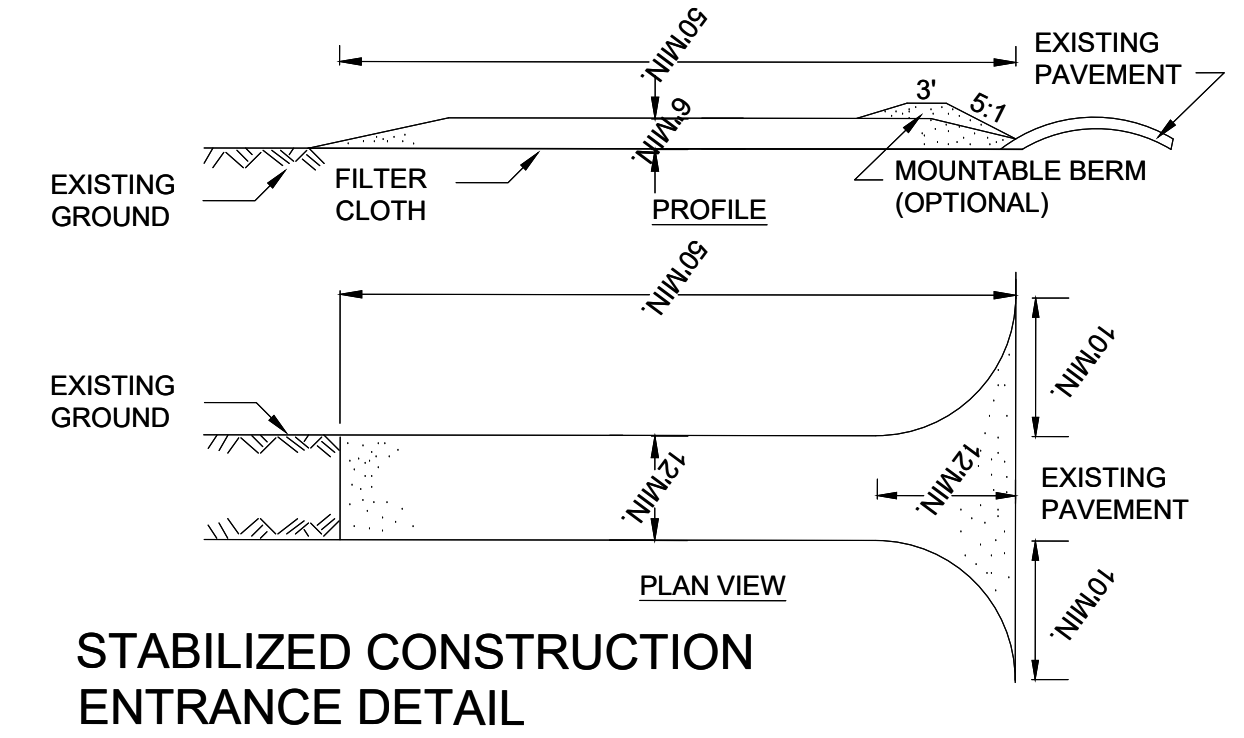 50'MIN.
EXISTING
PAVEMENT
3'
5:1
6"MIN.
EXISTING
GROUND
FILTER
CLOTH
MOUNTABLE BERM
(OPTIONAL)
PROFILE
50'MIN.
10'MIN.
EXISTING
GROUND
12'MIN.
12'MIN.
EXISTING
PAVEMENT
10'MIN.
PLAN VIEW
STABILIZED CONSTRUCTION
ENTRANCE DETAIL